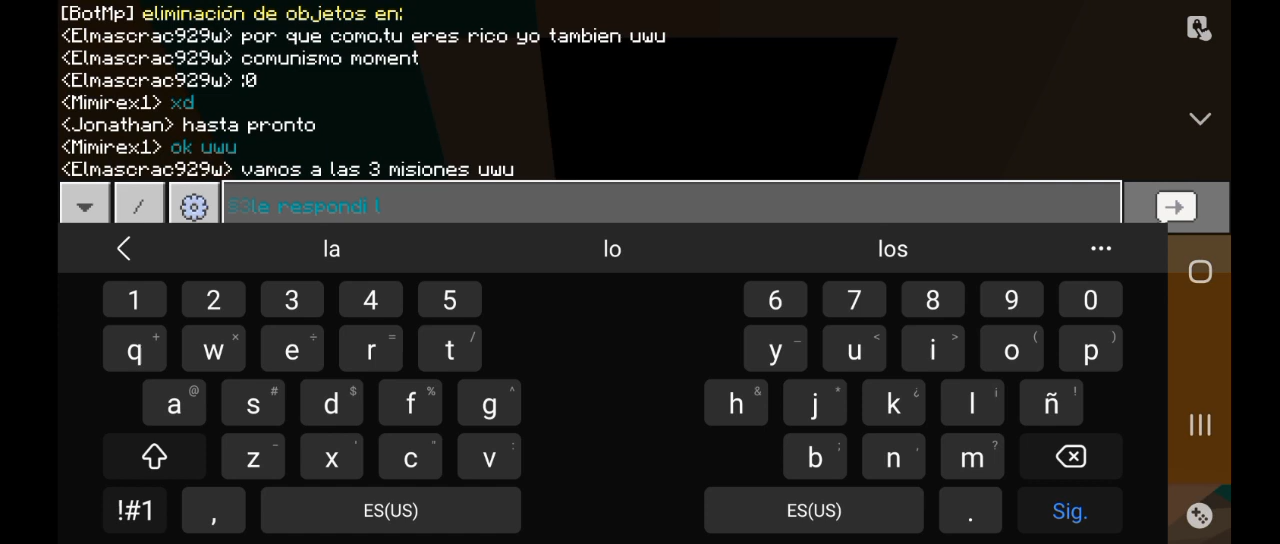 [BotMp] eliminación de objetos en:
<Elmascrac929w> por que como.tu eres rico yo tambien uwu
<Elmascrac929w> comunismo moment
<Elmascrac929w> :0
<Mimirex1> xd
<Jonathan> hasta pronto
<Mimirex1> ok uwu
<Elmascrac929w> vamos a las 3 misiones uwu
/ §3le respondi l
la lo los ...
1 2 3 4 5 6 7 8 9 0
q + w × e ÷ r = t / y _ u < i > o ( p )
a @ s # d $ f % g ^ h & j * k ¿ l ¡ ñ !
z - x ' c " v : b ; n , m ?
!#1 , ES(US) ES(US) . Sig.